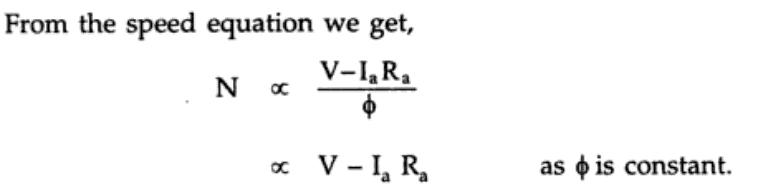 From the speed equation we get,
N ∝ V–IₐRₐ / ϕ
∝ V – Iₐ Rₐ as ϕ is constant.